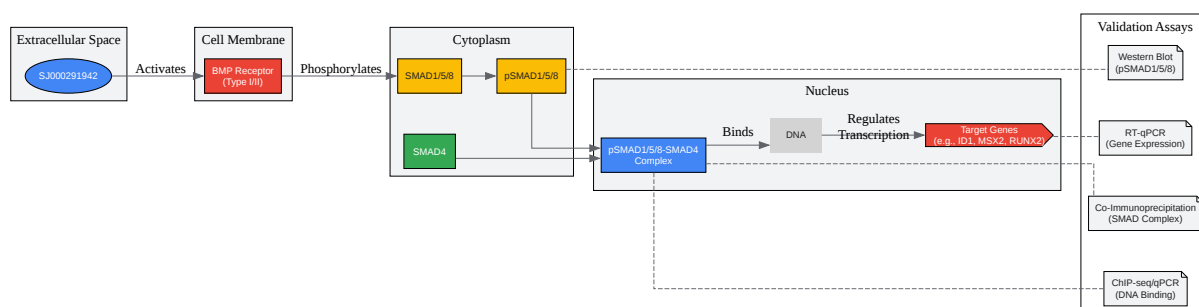 Extracellular Space
SJ000291942
Activates
Cell Membrane
BMP Receptor
(Type I/II)
Phosphorylates
Cytoplasm
SMAD1/5/8
pSMAD1/5/8
SMAD4
Nucleus
pSMAD1/5/8-SMAD4
Complex
Binds
DNA
Regulates
Transcription
Target Genes
(e.g., ID1, MSX2, RUNX2)
Validation Assays
Western Blot
(pSMAD1/5/8)
RT-qPCR
(Gene Expression)
Co-Immunoprecipitation
(SMAD Complex)
ChIP-seq/qPCR
(DNA Binding)